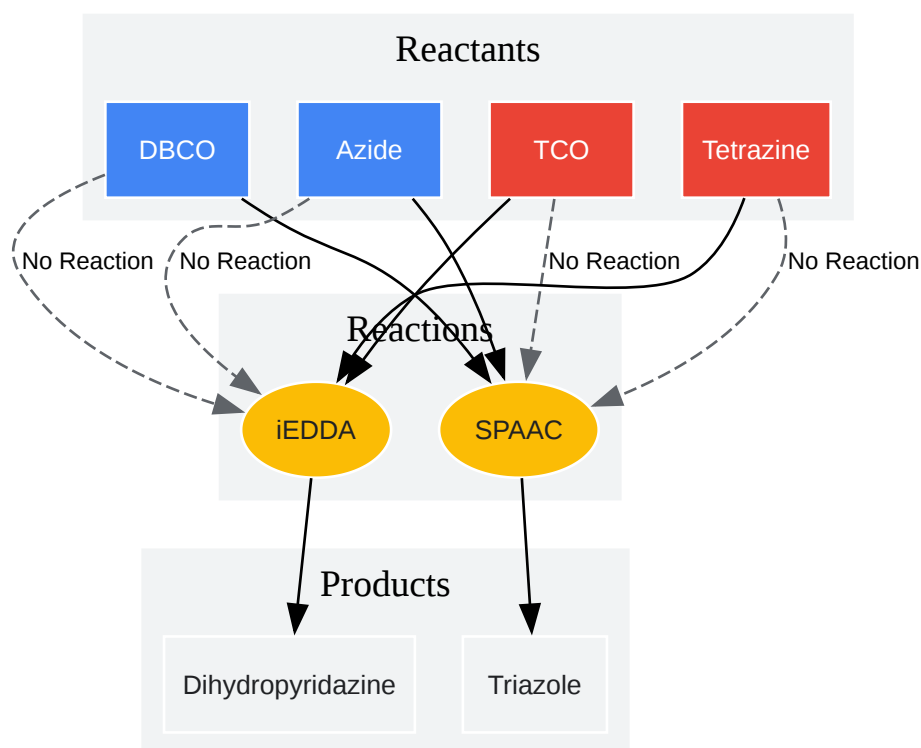 Reactants
DBCO
Azide
TCO
Tetrazine
No Reaction
No Reaction
No Reaction
No Reaction
Reactions
iEDDA
SPAAC
Products
Dihydropyridazine
Triazole